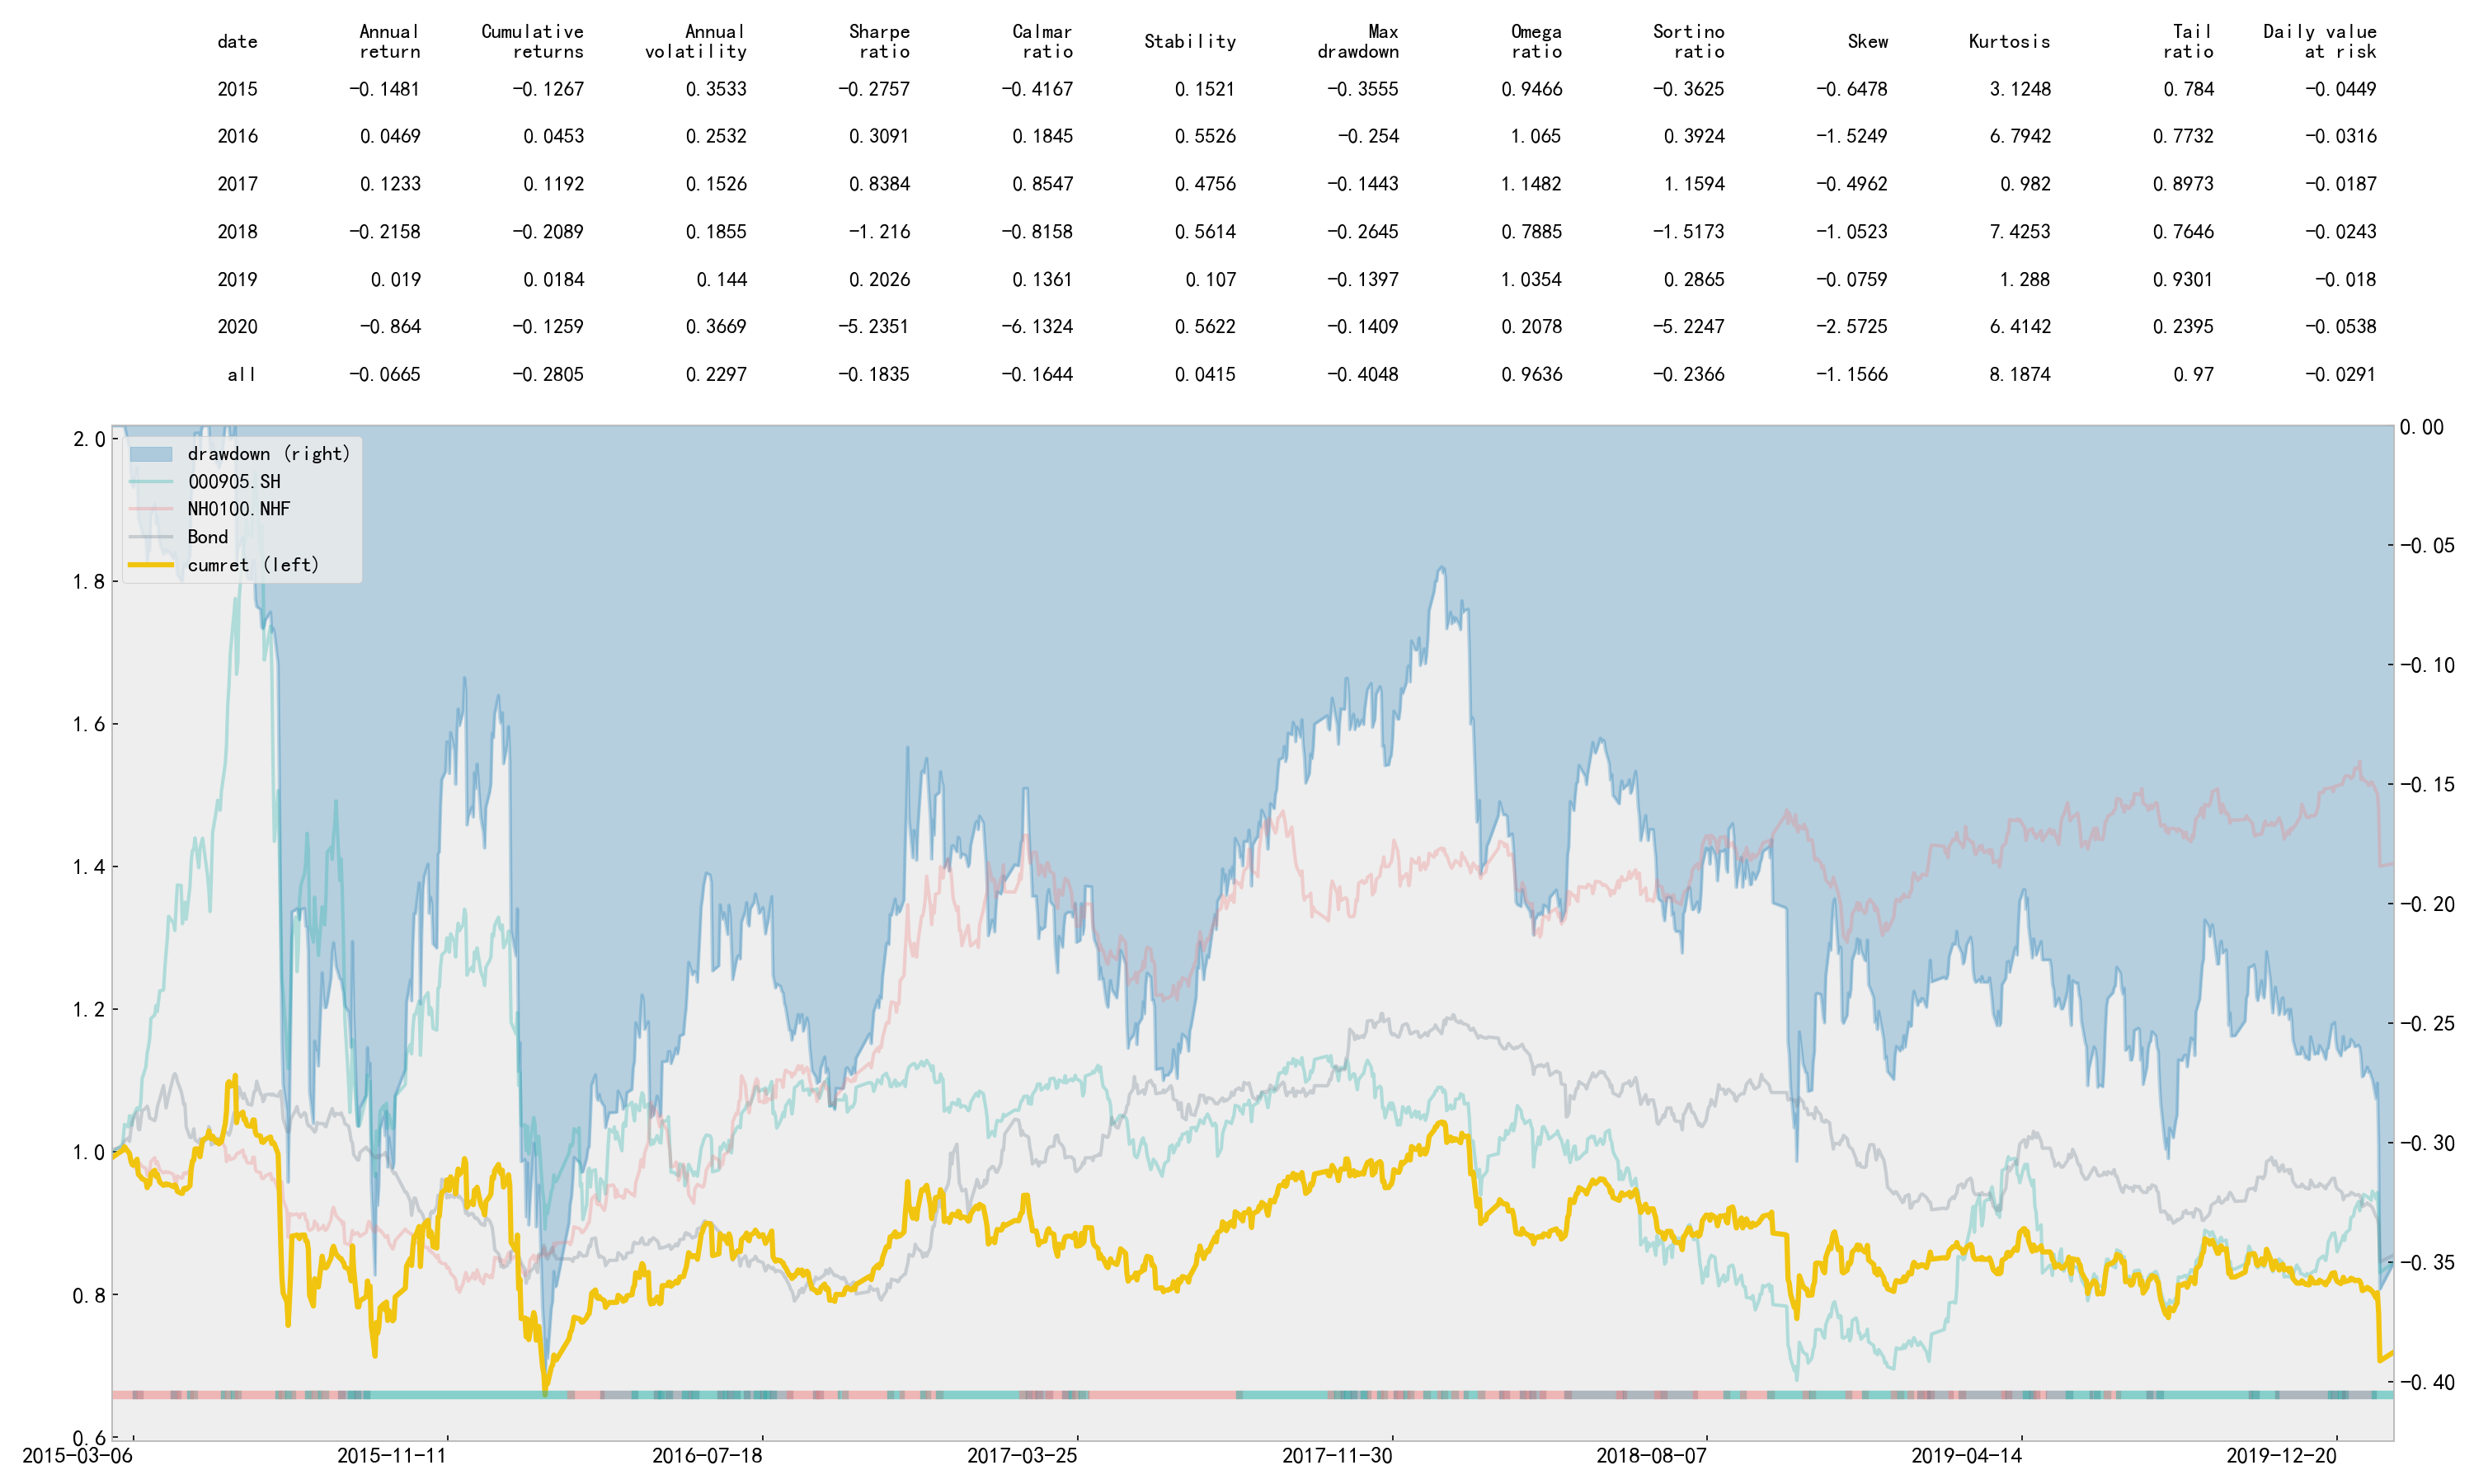 date Annual return Cumulative returns Annual volatility Sharpe ratio Calmar ratio Stability Max drawdown Omega ratio Sortino ratio Skew Kurtosis Tail ratio Daily value at risk
2015 -0.1481 -0.1267 0.3533 -0.2757 -0.4167 0.1521 -0.3555 0.9466 -0.3625 -0.6478 3.1248 0.784 -0.0449
2016 0.0469 0.0453 0.2532 0.3091 0.1845 0.5526 -0.254 1.065 0.3924 -1.5249 6.7942 0.7732 -0.0316
2017 0.1233 0.1192 0.1526 0.8384 0.8547 0.4756 -0.1443 1.1482 1.1594 -0.4962 0.982 0.8973 -0.0187
2018 -0.2158 -0.2089 0.1855 -1.216 -0.8158 0.5614 -0.2645 0.7885 -1.5173 -1.0523 7.4253 0.7646 -0.0243
2019 0.019 0.0184 0.144 0.2026 0.1361 0.107 -0.1397 1.0354 0.2865 -0.0759 1.288 0.9301 -0.018
2020 -0.864 -0.1259 0.3669 -5.2351 -6.1324 0.5622 -0.1409 0.2078 -5.2247 -2.5725 6.4142 0.2395 -0.0538
all -0.0665 -0.2805 0.2297 -0.1835 -0.1644 0.0415 -0.4048 0.9636 -0.2366 -1.1566 8.1874 0.97 -0.0291
drawdown (right)
000905.SH
NH0100.NHF
Bond
cumret (left)
2.0
1.8
1.6
1.4
1.2
1.0
0.8
0.6
0.00
-0.05
-0.10
-0.15
-0.20
-0.25
-0.30
-0.35
-0.40
2015-03-06 2015-11-11 2016-07-18 2017-03-25 2017-11-30 2018-08-07 2019-04-14 2019-12-20